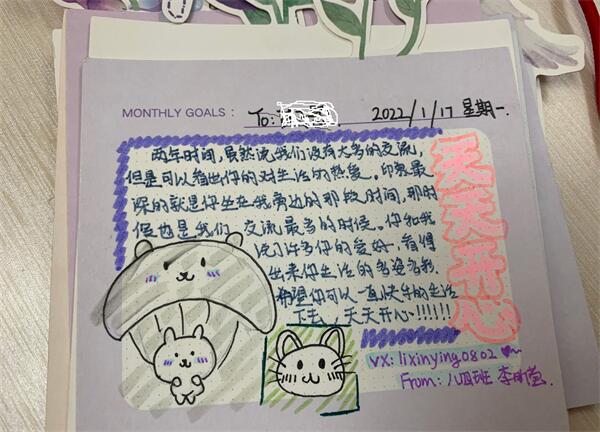 MONTHLY GOALS : To: 2022/1/17 星期一.
两年时间,虽然说我们没有太多的交流,
但是可以看出你的对生活的热爱。印象最
深的就是你坐在我旁边的那段时间,那时
候也是我们交流最多的时候。你和我
说了许多你的爱好,看得
出来你生活的多姿多彩,
希望你可以一直快乐的生活
下去,天天开心!!!!!!
天天开心
VX: lixinying0802
From: 八四班 李昕莹